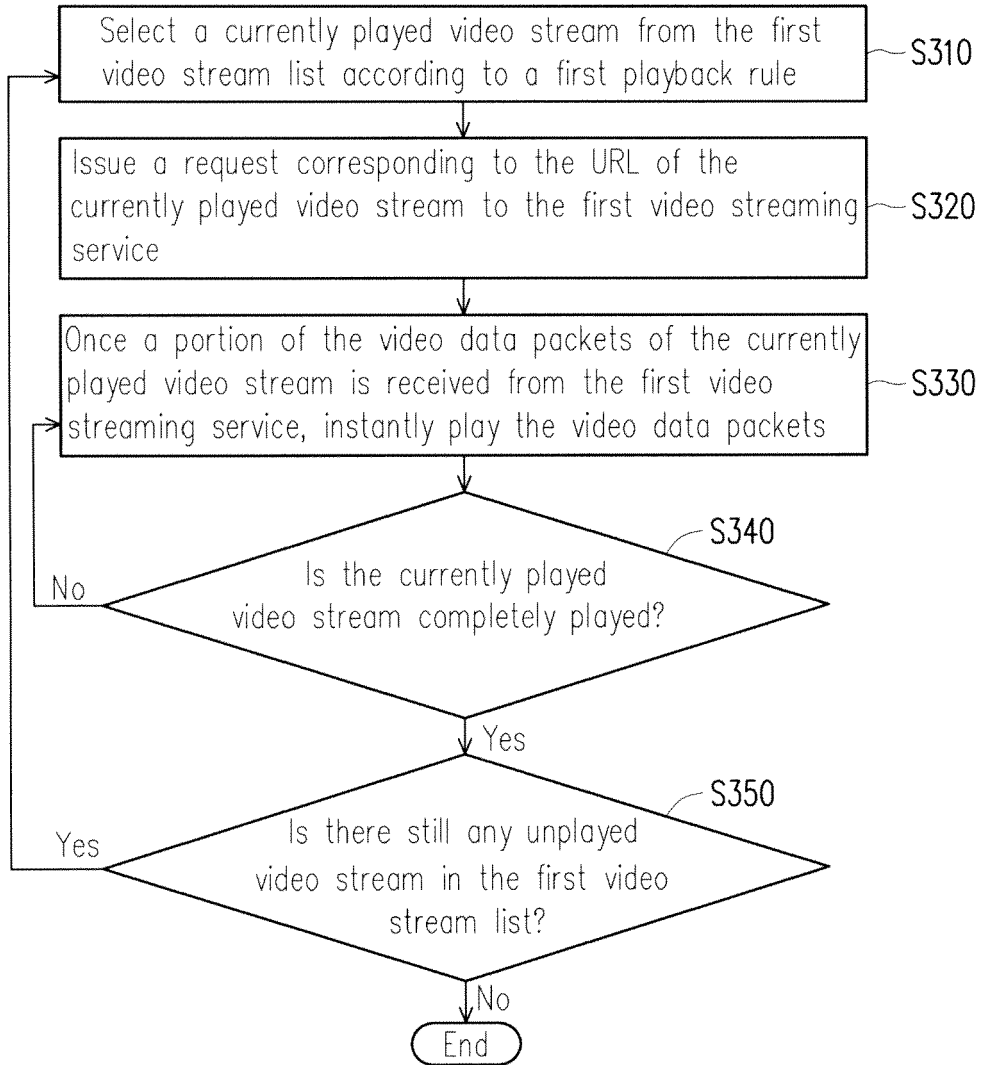 Select a currently played video stream from the first
video stream list according to a first playback rule
S310
Issue a request corresponding to the URL of the
currently played video stream to the first video streaming
service
S320
Once a portion of the video data packets of the currently
played video stream is received from the first video
streaming service, instantly play the video data packets
S330
S340
Is the currently played
video stream completely played?
No
Yes
S350
Is there still any unplayed
video stream in the first video
stream list?
Yes
No
End